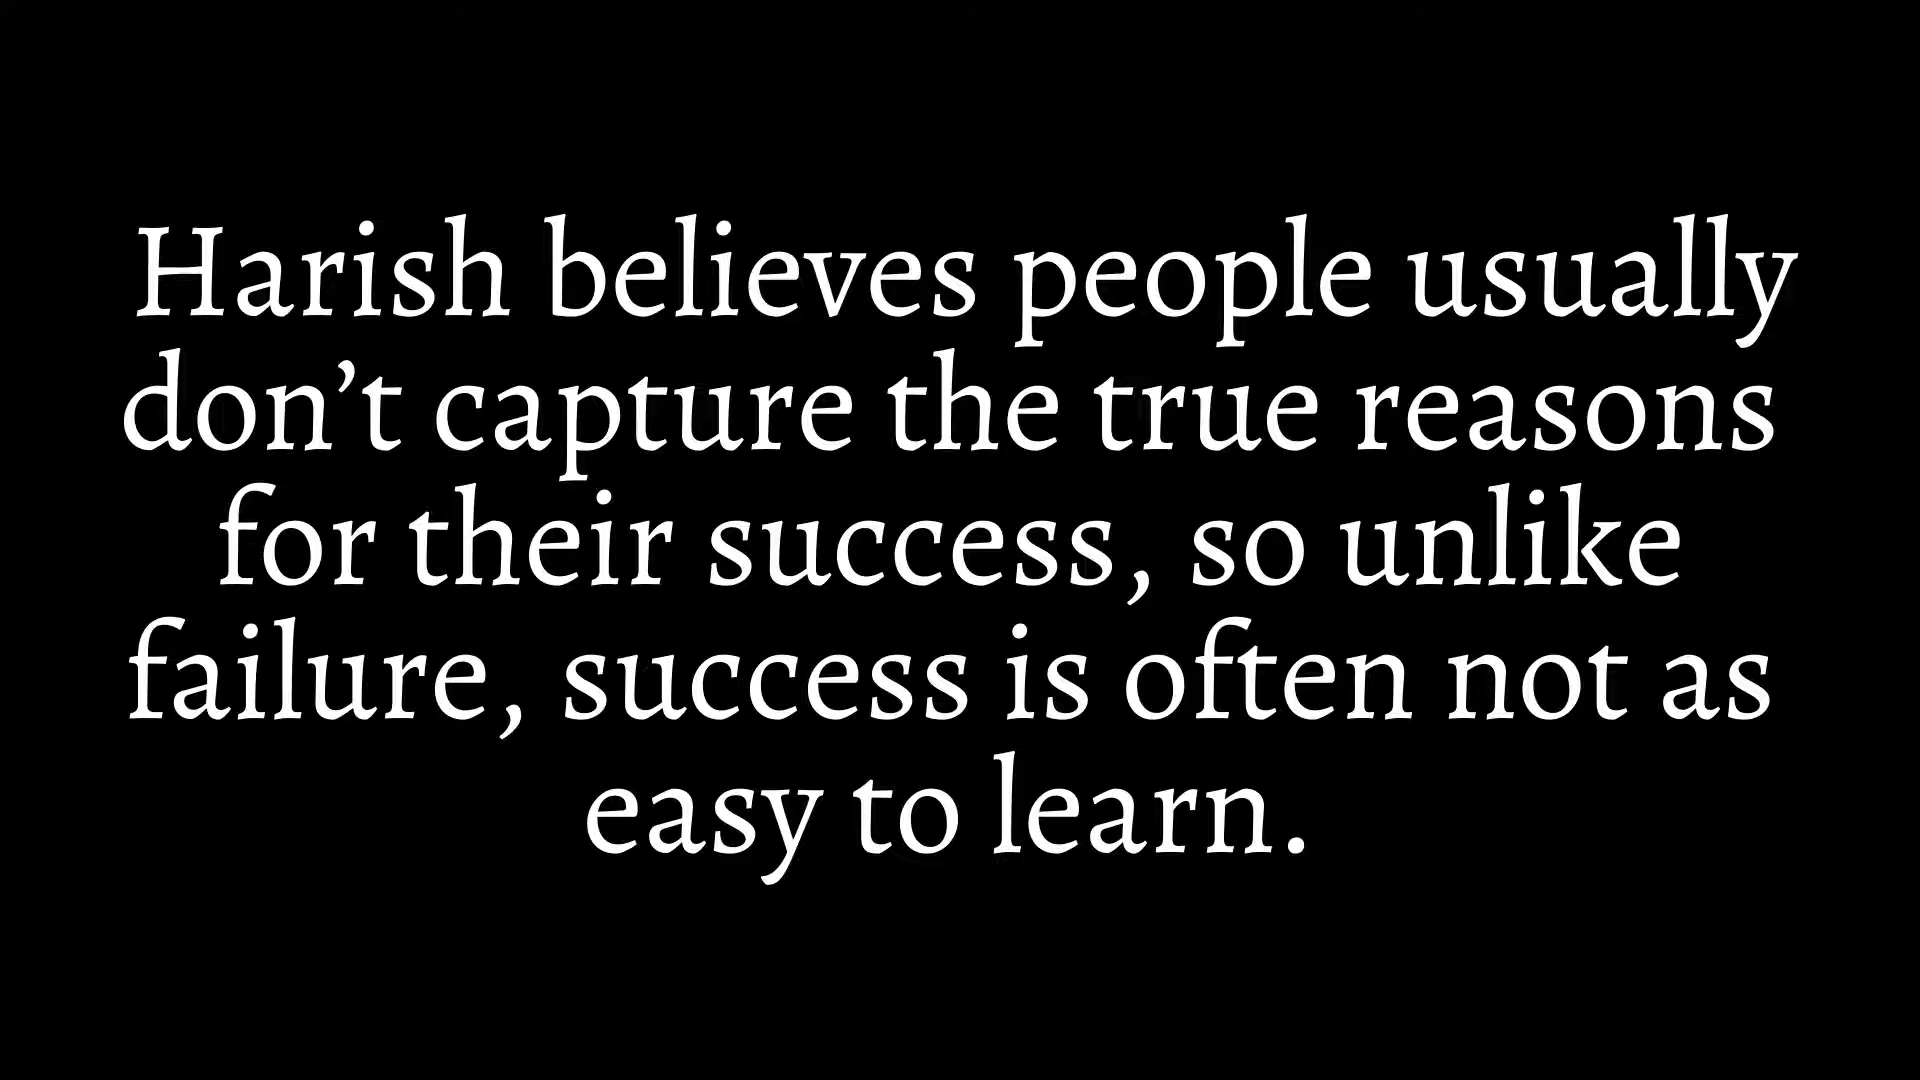 Harish believes people usually
don’t capture the true reasons
for their success, so unlike
failure, success is often not as
easy to learn.